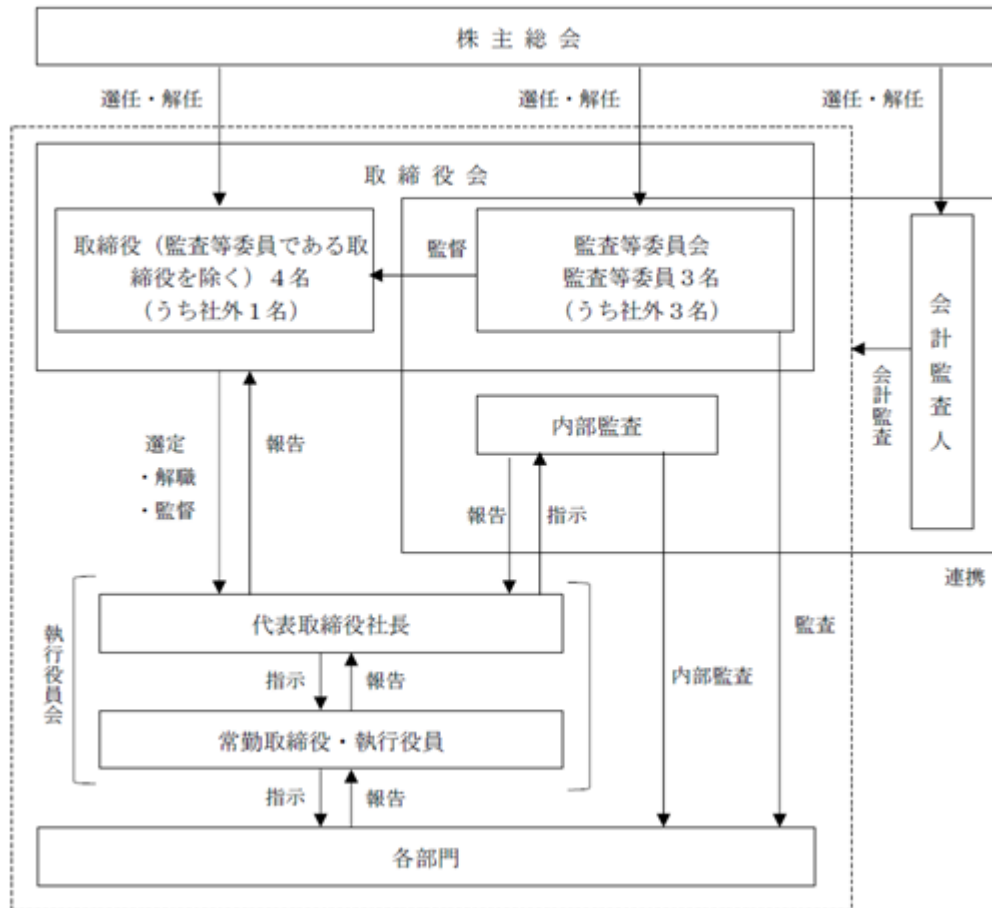 株主総会
選任・解任
選任・解任
選任・解任
取締役会
取締役（監査等委員である取
締役を除く）４名
（うち社外１名）
監督
監査等委員会
監査等委員３名
（うち社外３名）
会計監査人
会計監査
内部監査
選定
・解職
・監督
報告
報告
指示
連携
執行役員会
代表取締役社長
監査
指示
報告
内部監査
常勤取締役・執行役員
指示
報告
各部門